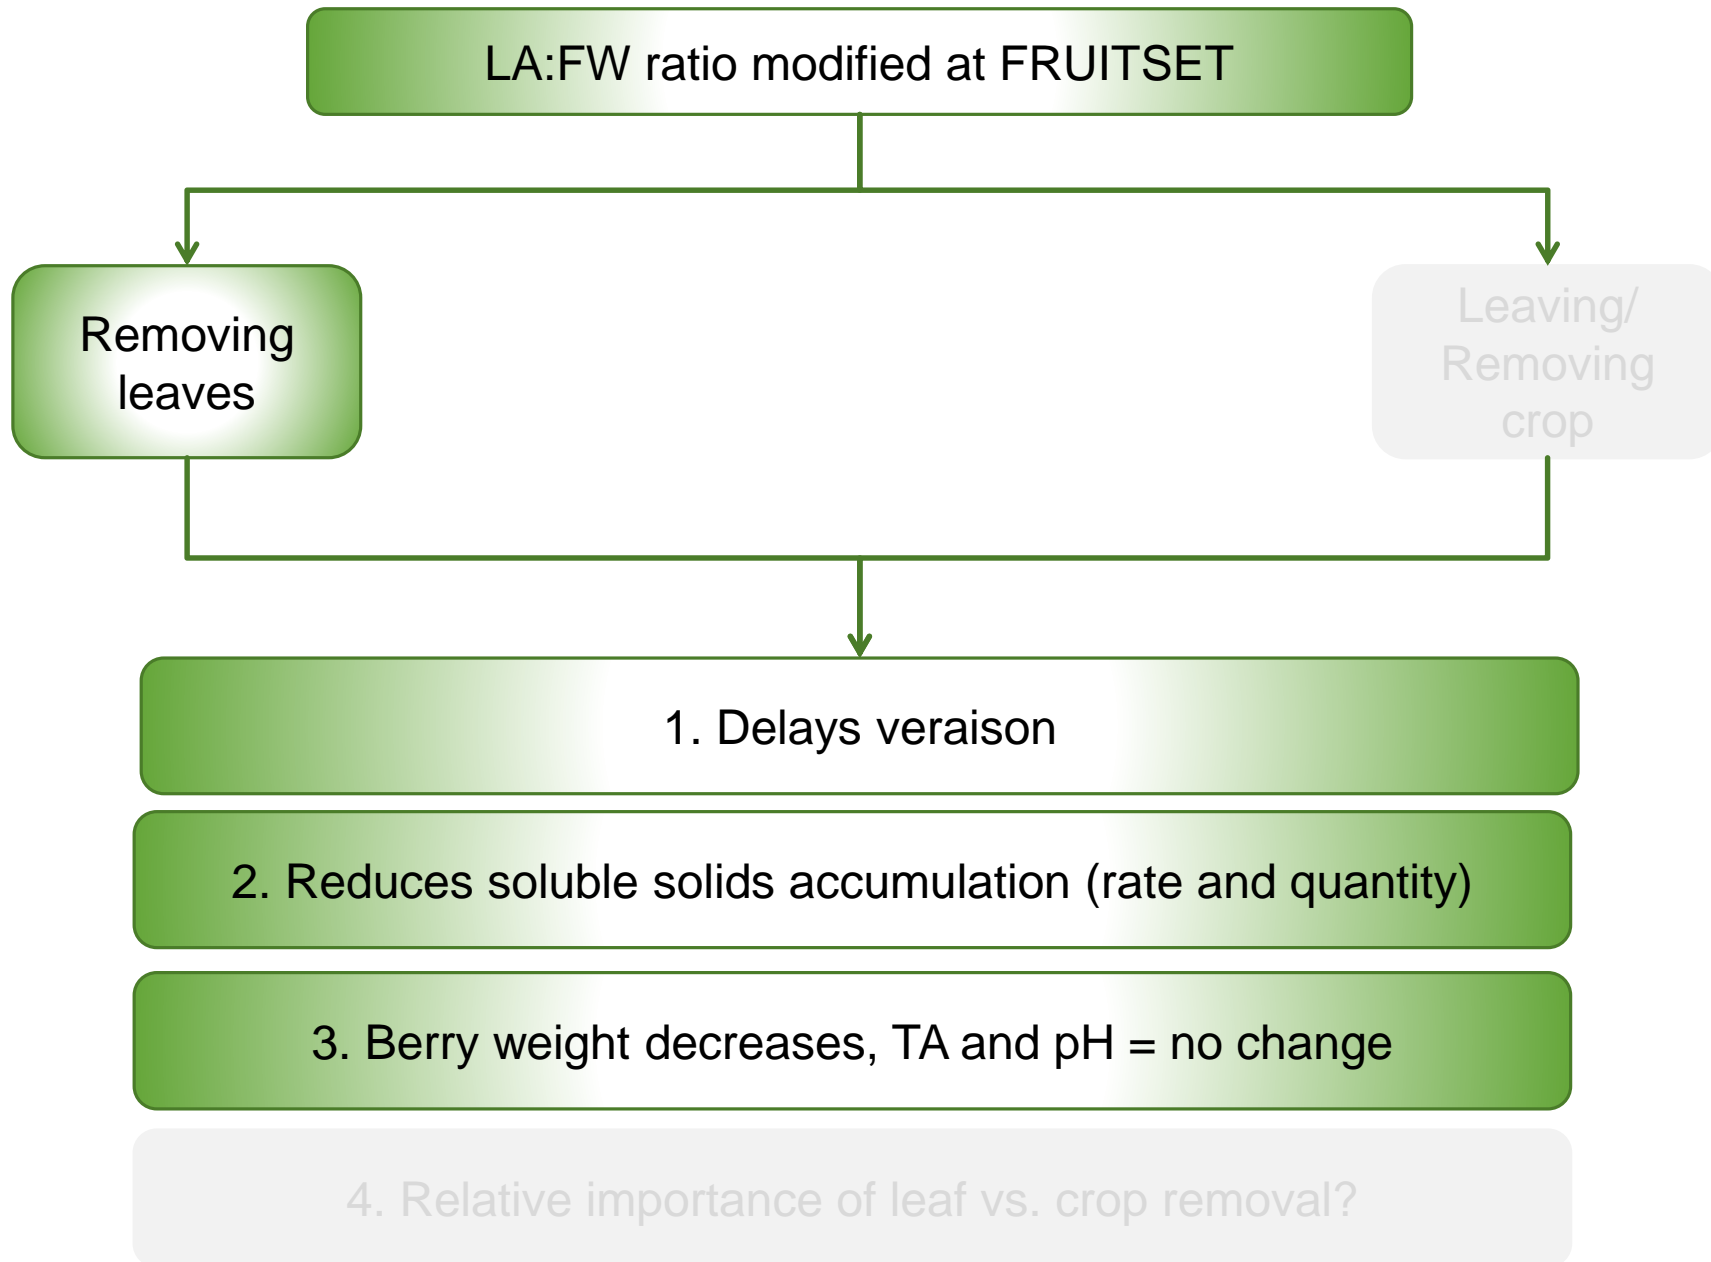 LA:FW ratio modified at FRUITSET
Removing
leaves
Leaving/
Removing
crop
1. Delays veraison
2. Reduces soluble solids accumulation (rate and quantity)
3. Berry weight decreases, TA and pH = no change
4. Relative importance of leaf vs. crop removal?